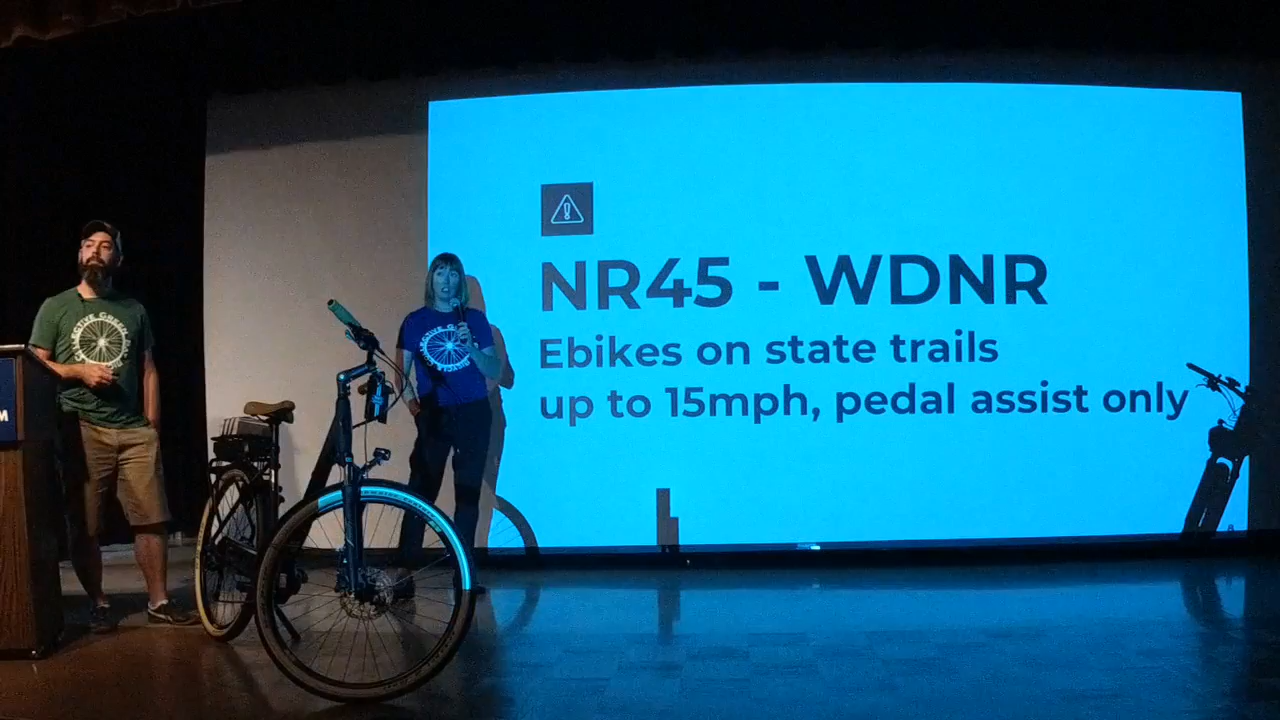 NR45 - WDNR
Ebikes on state trails
up to 15mph, pedal assist only
M